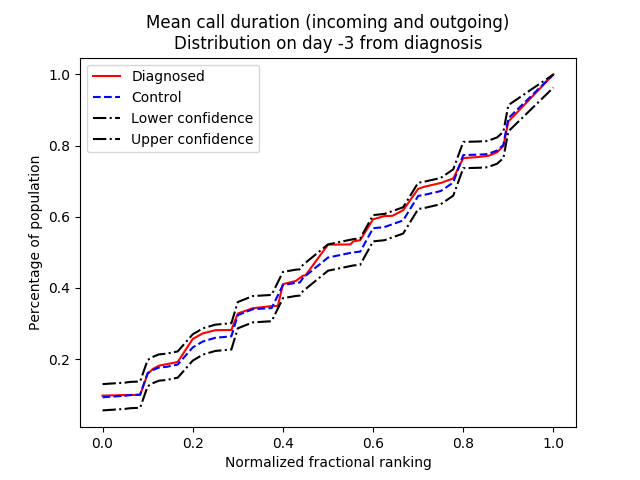 Mean call duration (incoming and outgoing)
Distribution on day -3 from diagnosis
Diagnosed
Control
Lower confidence
Upper confidence
Percentage of population
1.0
0.8
0.6
0.4
0.2
0.0 0.2 0.4 0.6 0.8 1.0
Normalized fractional ranking